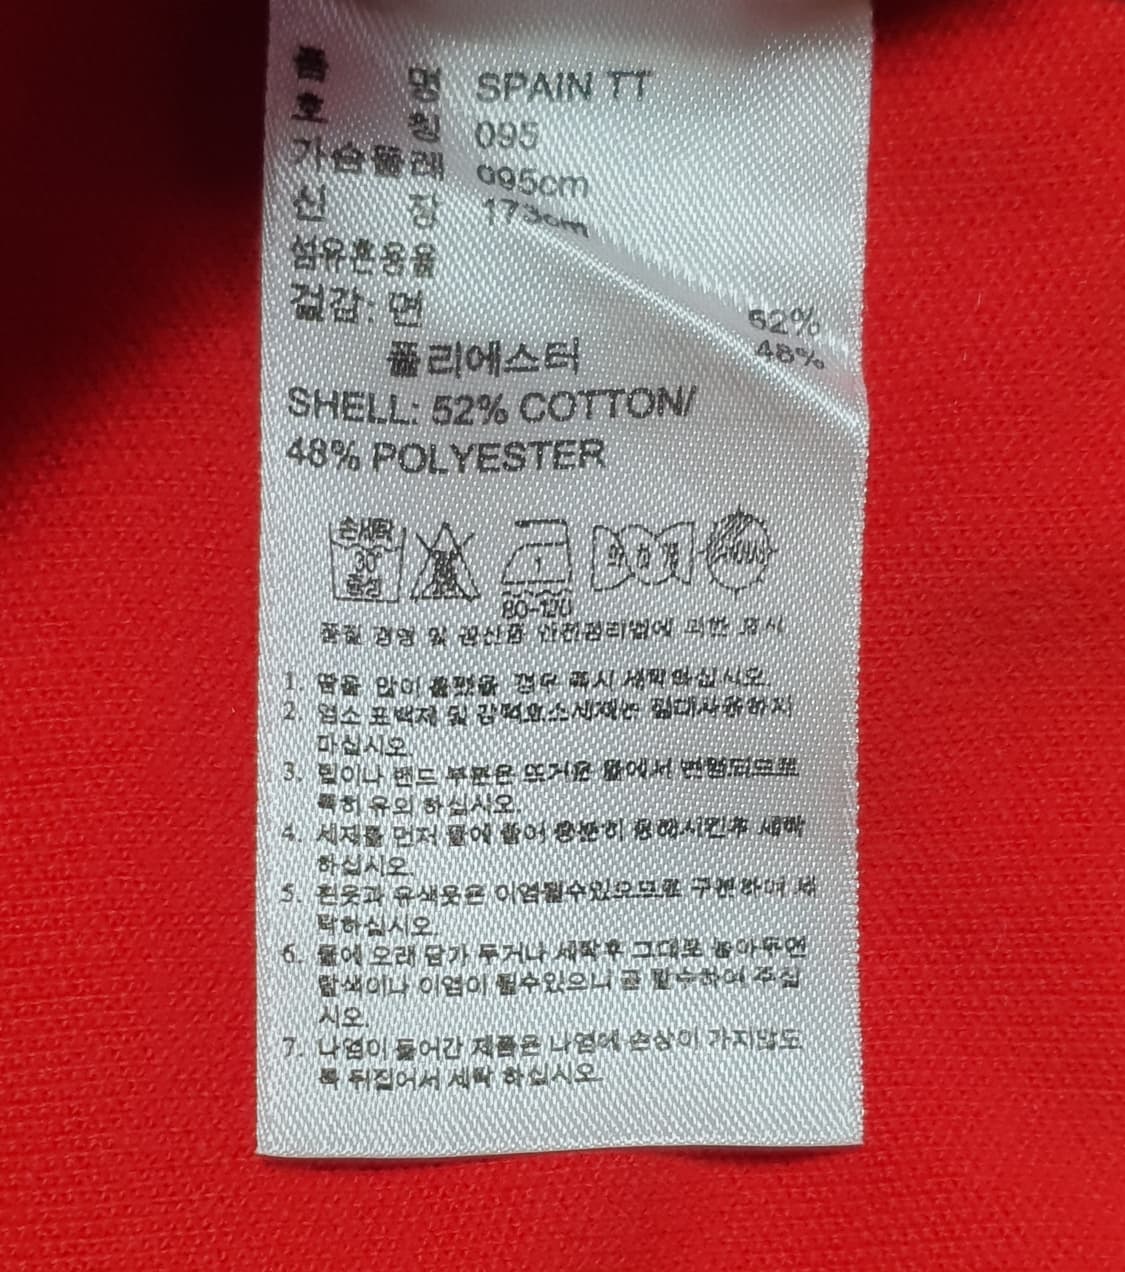 품 명 SPAIN TT
호 칭 095
가슴둘레 095cm
신 장 173cm
섬유혼용율
겉감: 면 52%
폴리에스터 48%
SHELL: 52% COTTON/
48% POLYESTER
손세탁
30
중성
80-120
품질 경영 및 공산품 안전관리법에 의한 표시
1. 땀을 많이 흘렸을 경우 즉시 세탁하십시오.
2. 염소 표백제 및 강력효소세제는 절대사용하지
마십시오.
3. 털이나 밴드 부분은 뜨거운 물에서 변형되므로
특히 유의 하십시오.
4. 세제를 먼저 물에 풀어 충분히 용해시킨후 세탁
하십시오.
5. 흰옷과 유색옷은 이염될수있으므로 구분하여 세
탁하십시오.
6. 물에 오래 담가 두거나 세탁후 그대로 놓아두면
탈색이나 이염이 될수있으니 곧 탈수하여 주십
시오.
7. 나염이 들어간 제품은 나염에 손상이 가지않도
록 뒤집어서 세탁 하십시오.